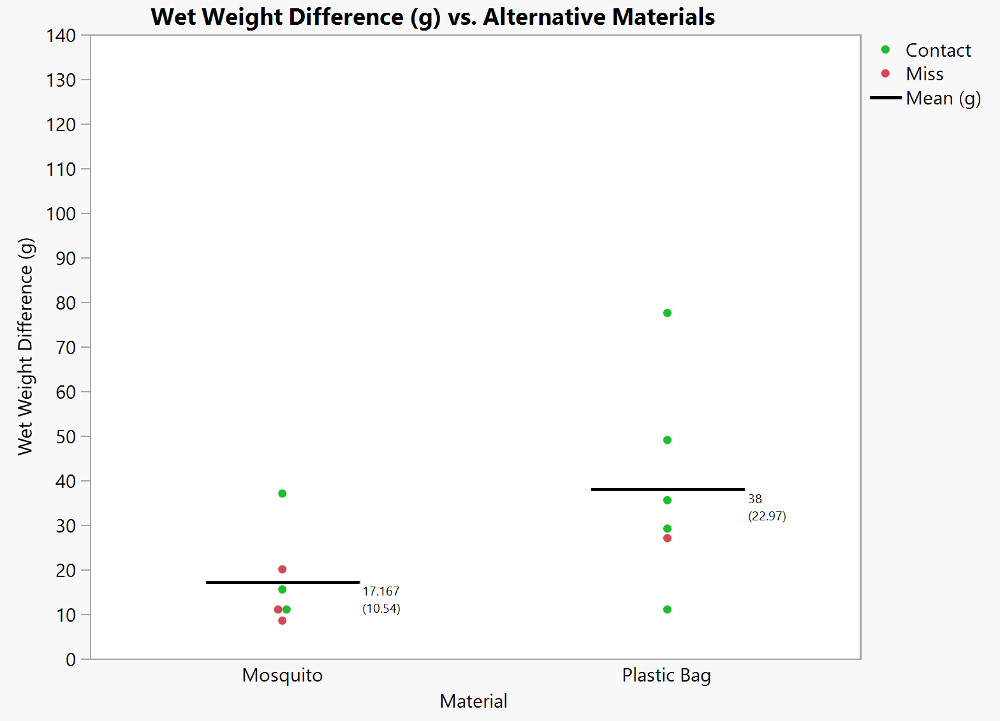 Wet Weight Difference (g) vs. Alternative Materials
140
130
120
110
100
90
80
70
60
50
40
30
20
10
0
Wet Weight Difference (g)
Contact
Miss
Mean (g)
17.167
(10.54)
38
(22.97)
Mosquito
Plastic Bag
Material